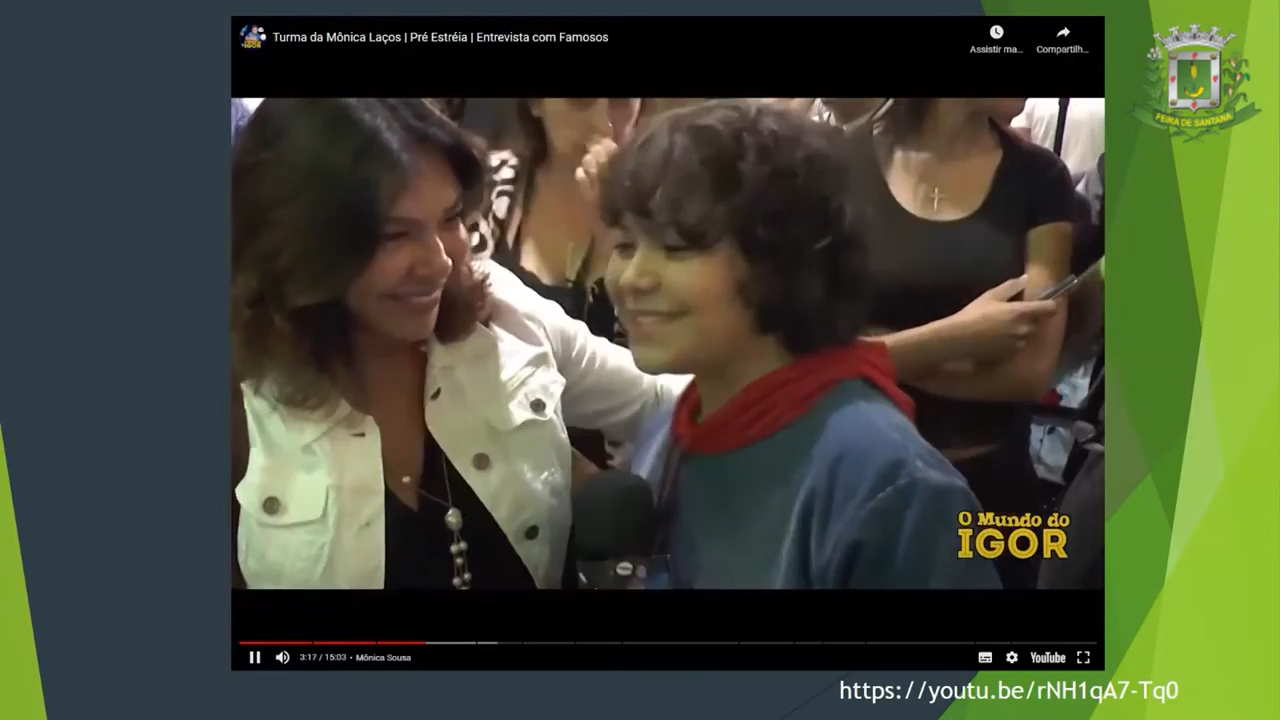 Turma da Mônica Laços | Pré Estréia | Entrevista com Famosos
Assistir ma...
Compartilh...
FEIRA DE SANTANA
O Mundo do
IGOR
3:17 / 15:03 • Mônica Sousa
YouTube
https://youtu.be/rNH1qA7-Tq0